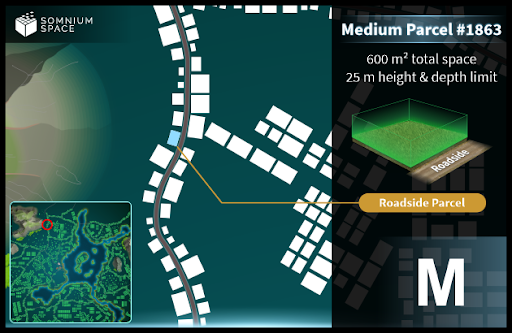 SOMNIUM
SPACE
Medium Parcel #1863
600 m² total space
25 m height & depth limit
Roadside
Roadside Parcel
M